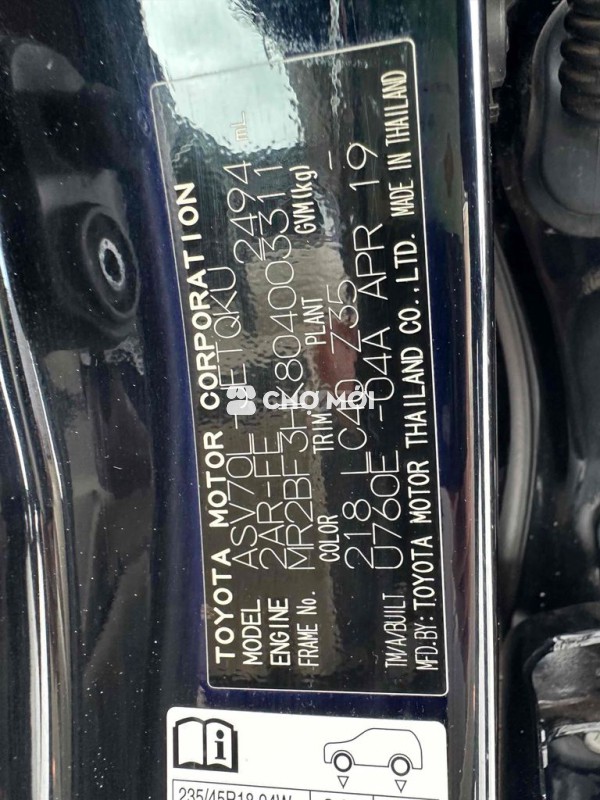 TOYOTA MOTOR CORPORATION
MODEL ASV70L-JETQKU 2494 mL
ENGINE 2AR-FE
FRAME No. MR2BF3HK804003311
COLOR TRIM PLANT GVM(kg)
218 LC40 Z35 -
TM/A/BUILT U760E -04A APR 19
MFD.BY: TOYOTA MOTOR THAILAND CO.,LTD. MADE IN THAILAND
CHỢ MỚI
235/45R18 94W